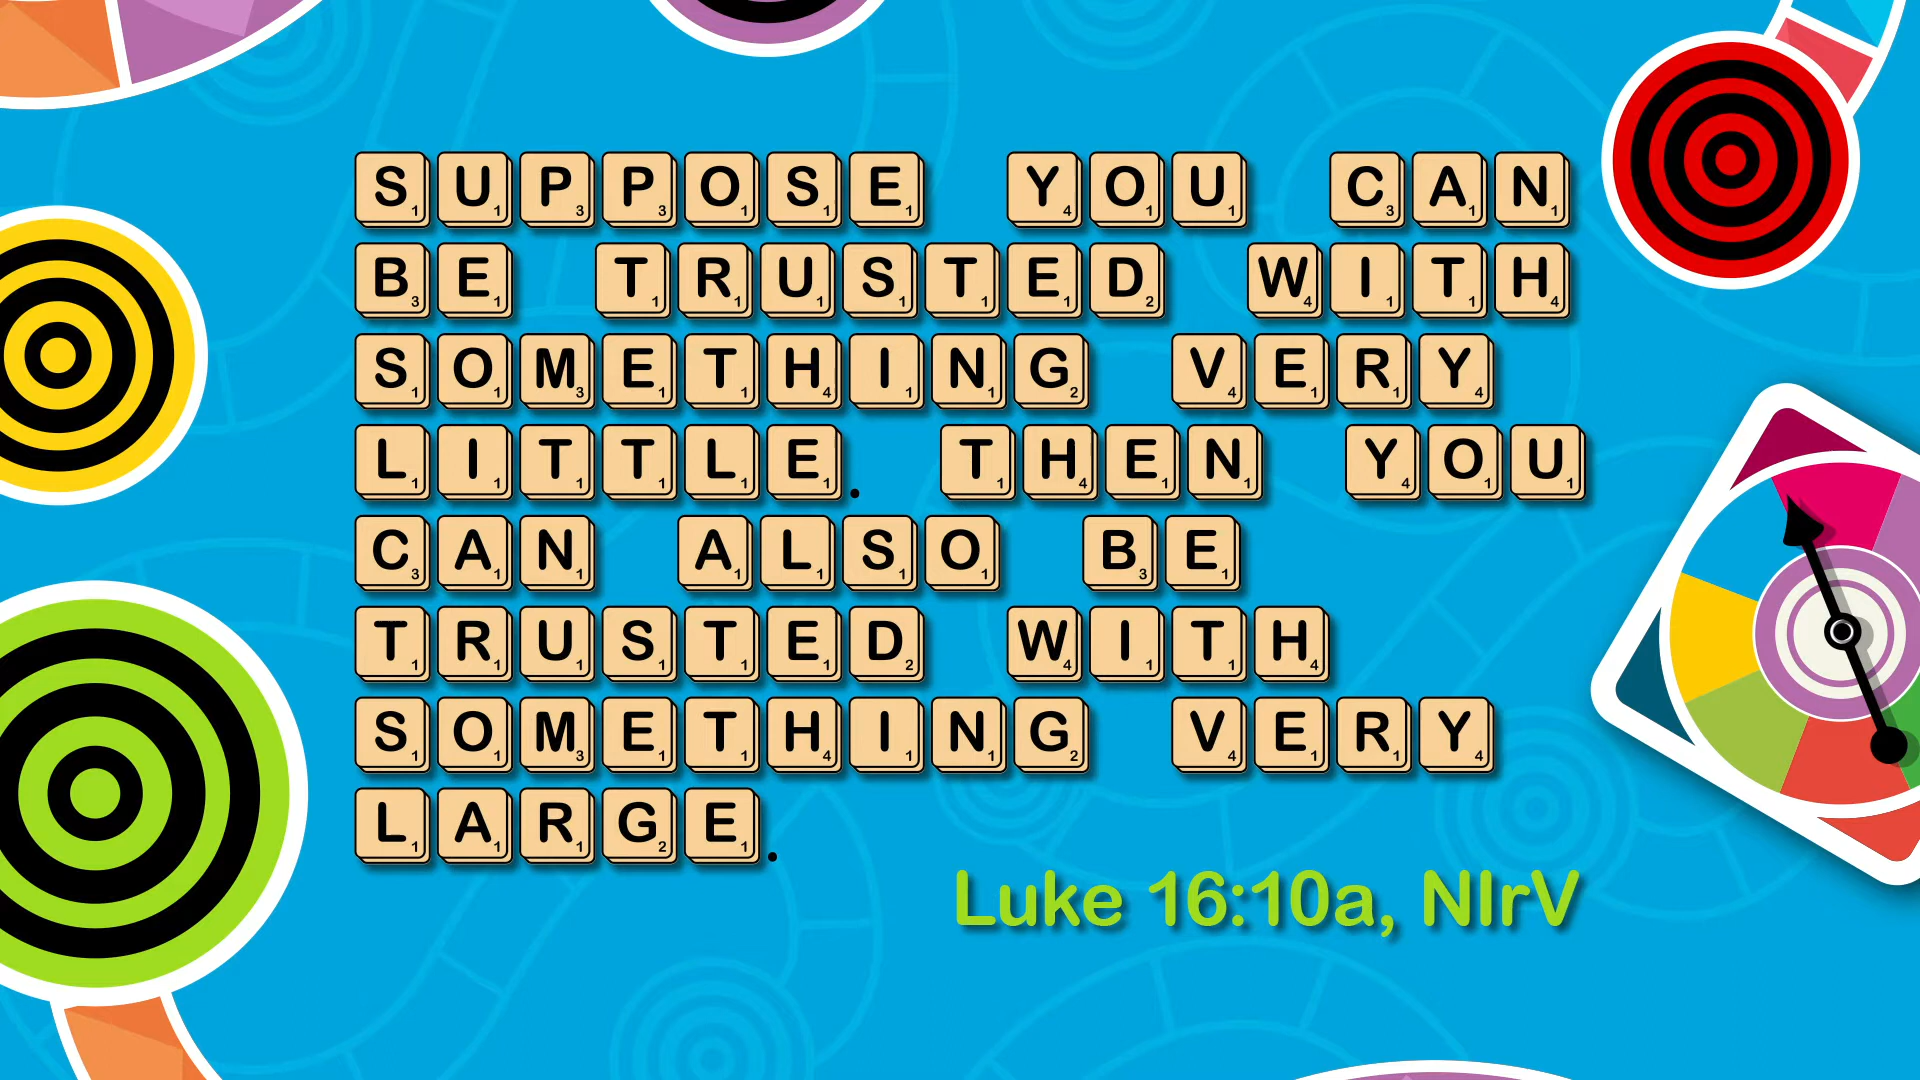 SUPPOSE YOU CAN
BE TRUSTED WITH
SOMETHING VERY
LITTLE. THEN YOU
CAN ALSO BE
TRUSTED WITH
SOMETHING VERY
LARGE.
Luke 16:10a, NIrV